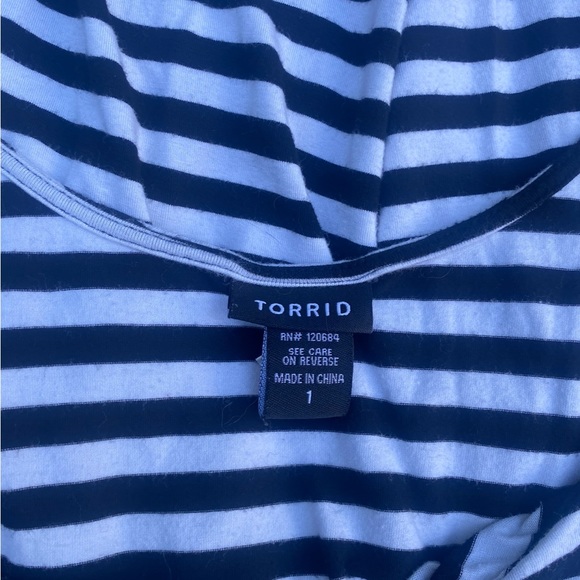 TORRID
RN# 120684
SEE CARE
ON REVERSE
MADE IN CHINA
1